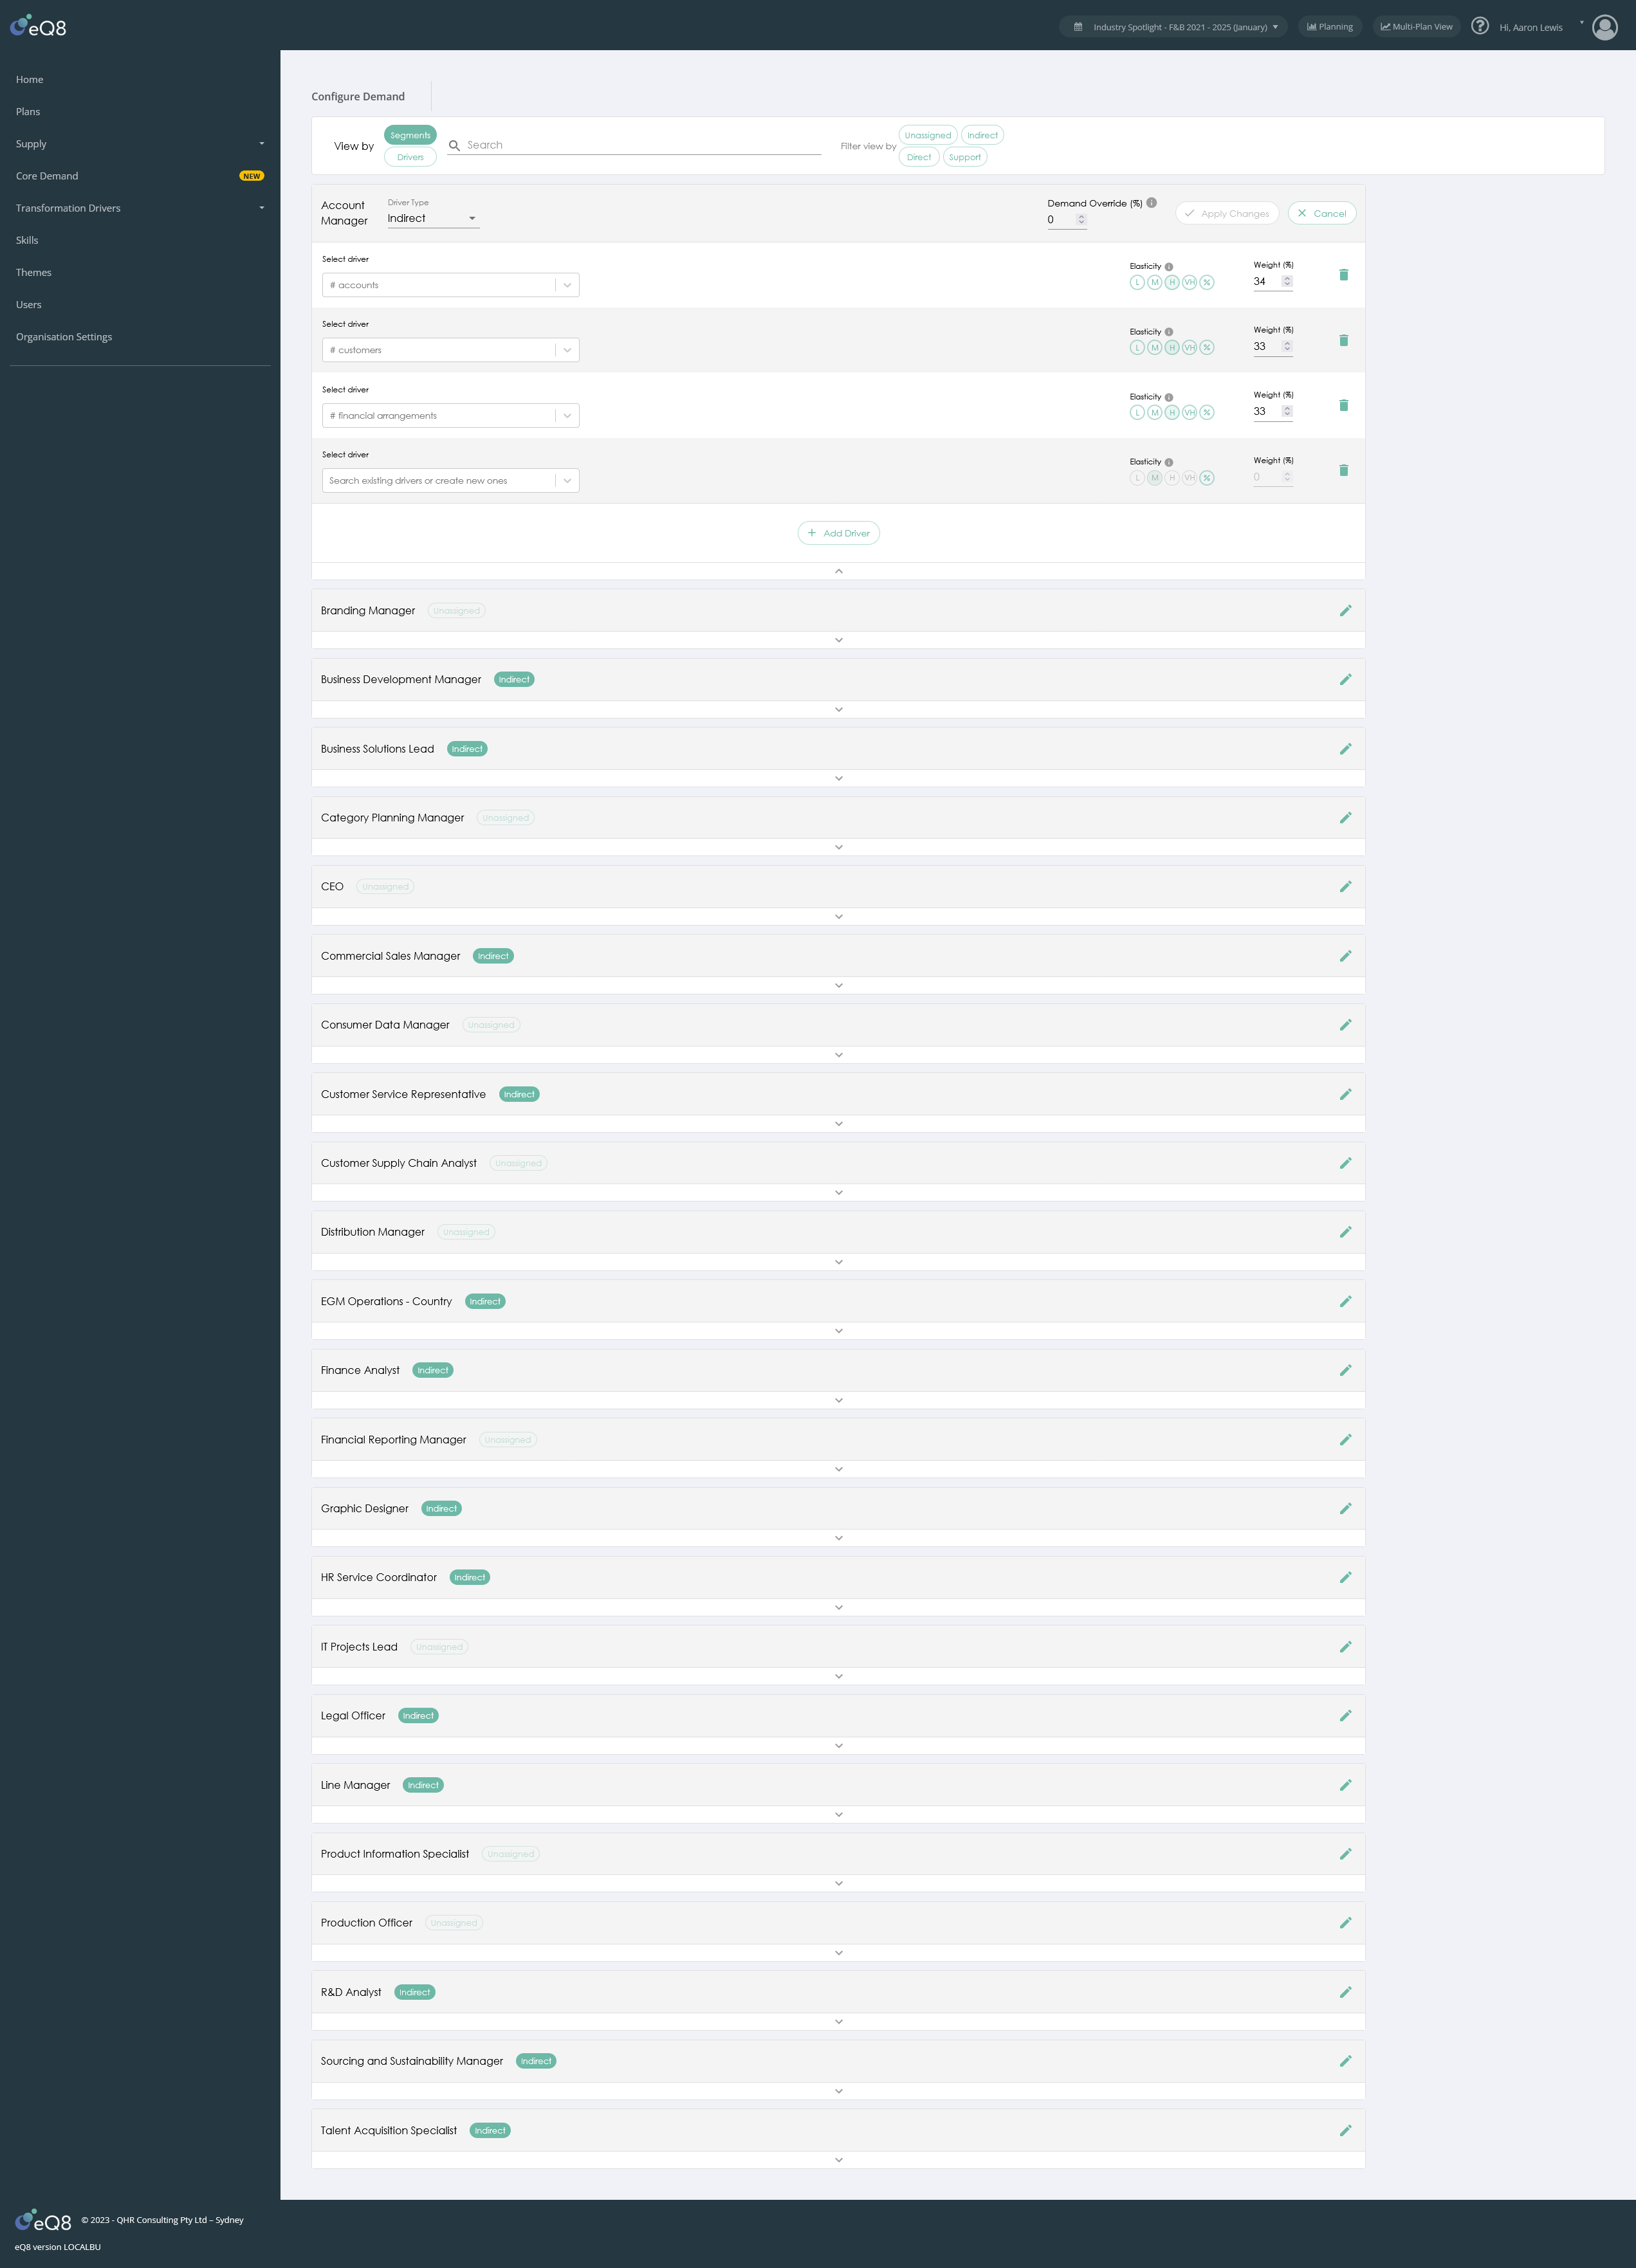 eQ8
Industry Spotlight - F&B 2021 - 2025 (January)
Planning
Multi-Plan View
Hi, Aaron Lewis
Home
Plans
Supply
Core Demand NEW
Transformation Drivers
Skills
Themes
Users
Organisation Settings
Configure Demand
View by
Segments
Drivers
Search
Filter view by
Unassigned Indirect
Direct Support
Account
Manager
Driver Type
Indirect
Demand Override (%)
0
Apply Changes
Cancel
Select driver
# accounts
Elasticity
L M H VH %
Weight (%)
34
Select driver
# customers
Elasticity
L M H VH %
Weight (%)
33
Select driver
# financial arrangements
Elasticity
L M H VH %
Weight (%)
33
Select driver
Search existing drivers or create new ones
Elasticity
L M H VH %
Weight (%)
0
Add Driver
Branding Manager Unassigned
Business Development Manager Indirect
Business Solutions Lead Indirect
Category Planning Manager Unassigned
CEO Unassigned
Commercial Sales Manager Indirect
Consumer Data Manager Unassigned
Customer Service Representative Indirect
Customer Supply Chain Analyst Unassigned
Distribution Manager Unassigned
EGM Operations - Country Indirect
Finance Analyst Indirect
Financial Reporting Manager Unassigned
Graphic Designer Indirect
HR Service Coordinator Indirect
IT Projects Lead Unassigned
Legal Officer Indirect
Line Manager Indirect
Product Information Specialist Unassigned
Production Officer Unassigned
R&D Analyst Indirect
Sourcing and Sustainability Manager Indirect
Talent Acquisition Specialist Indirect
eQ8 © 2023 - QHR Consulting Pty Ltd – Sydney
eQ8 version LOCALBU